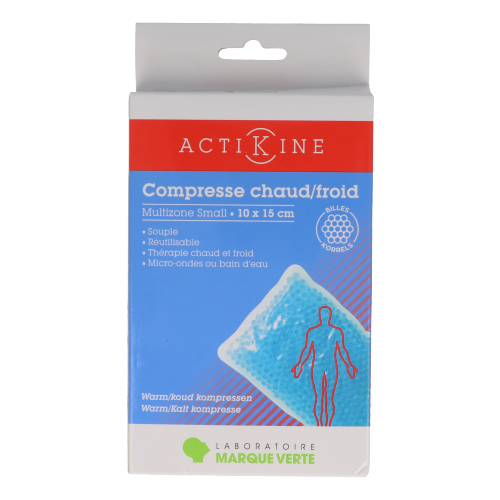 ACTIKINE
Compresse chaud/froid
Multizone Small • 10 x 15 cm
• Souple
• Réutilisable
• Thérapie chaud et froid
• Micro-ondes ou bain d'eau
BILLES
KORRELS
Warm/koud kompressen
Warm/Kalt kompresse
LABORATOIRE
MARQUE VERTE